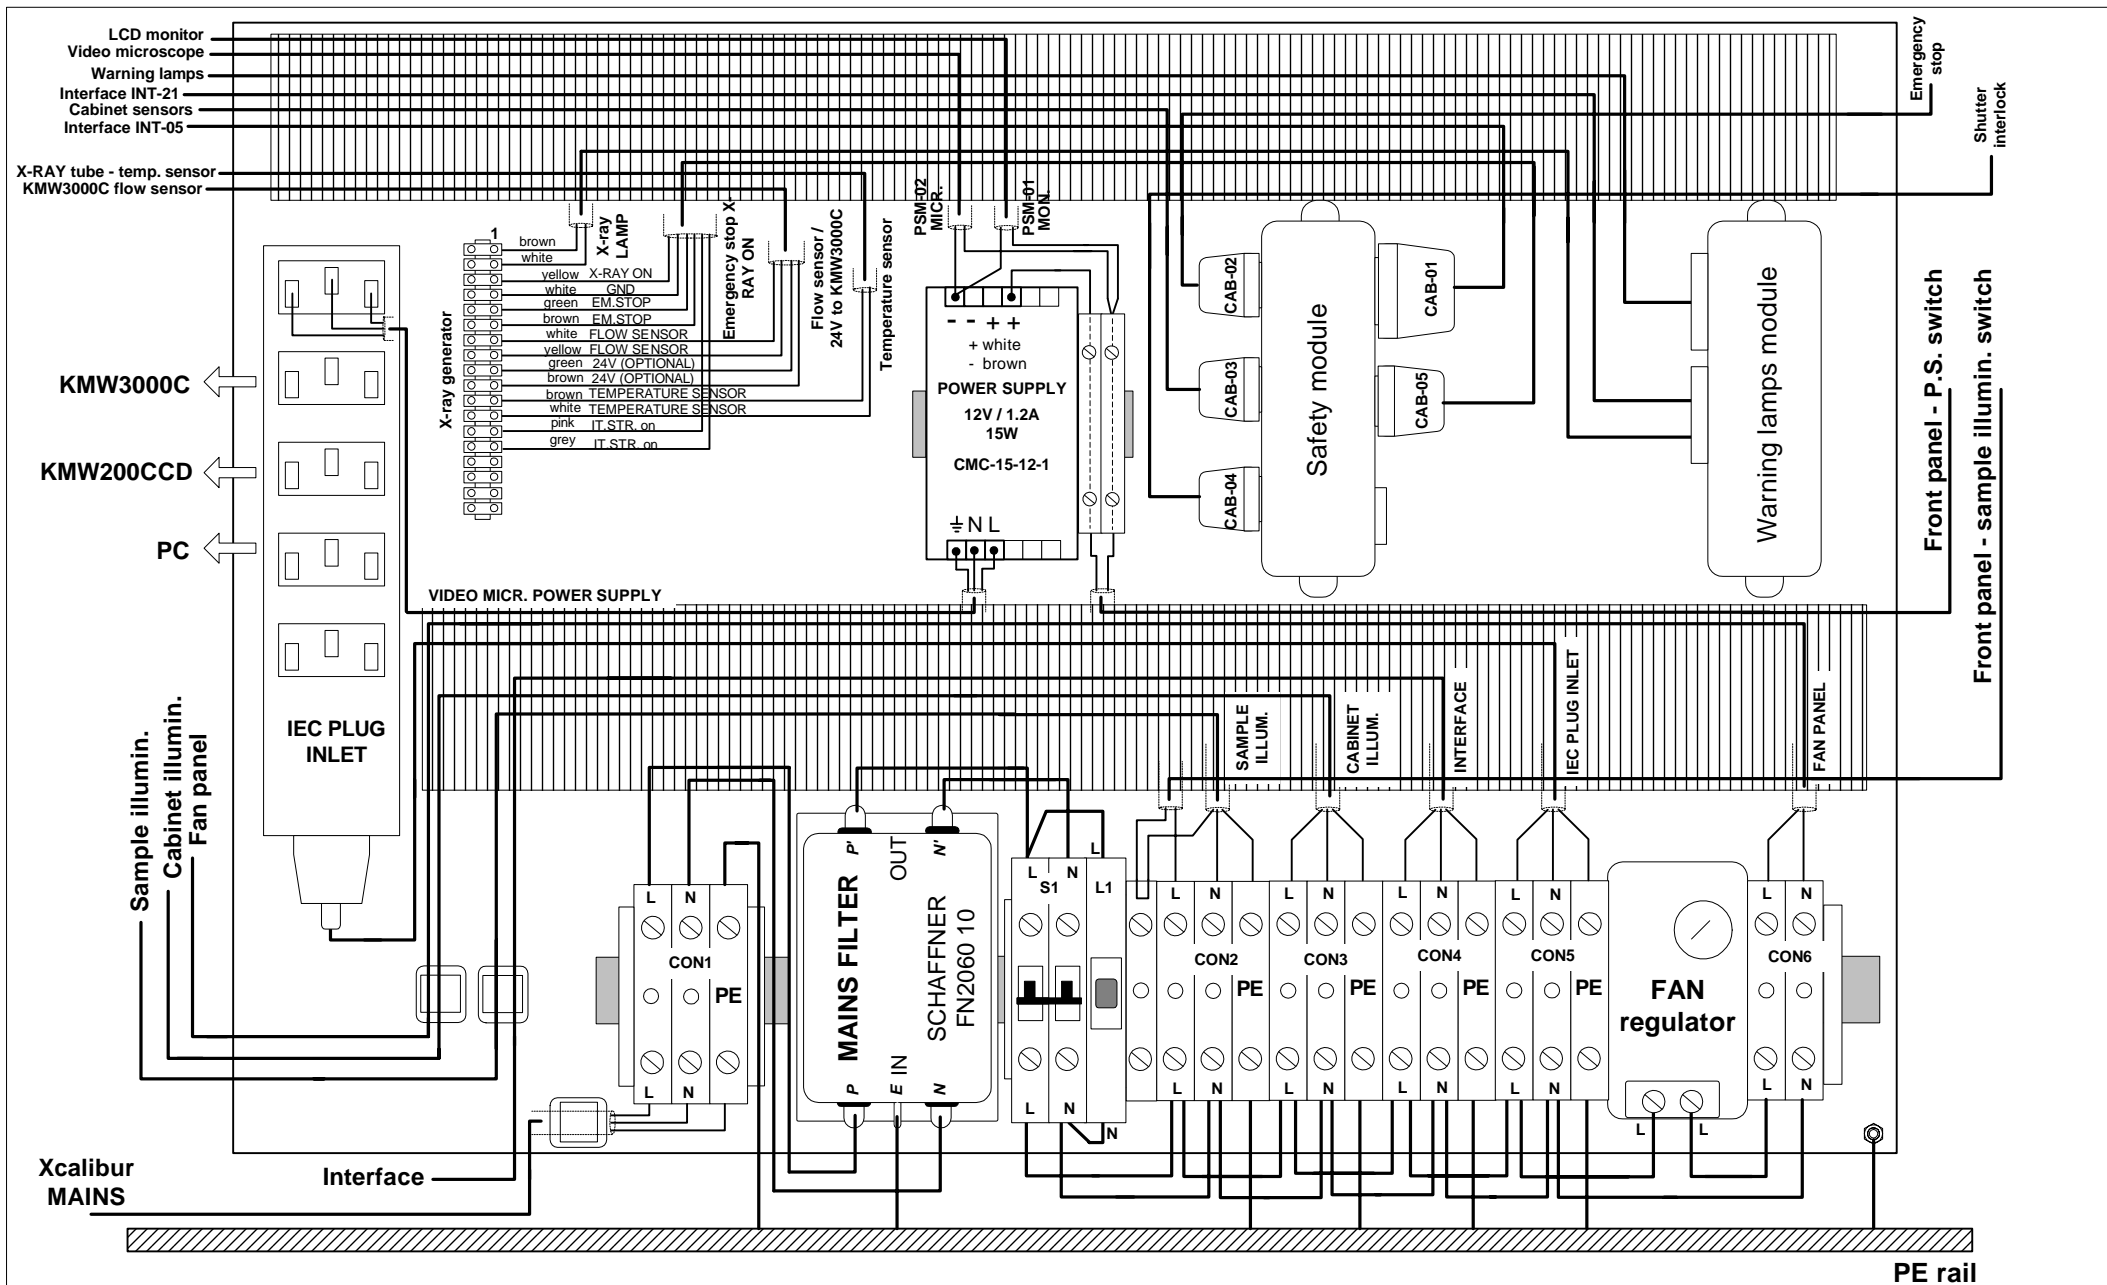 LCD monitor
Video microscope
Warning lamps
Interface INT-21
Cabinet sensors
Interface INT-05
X-RAY tube - temp. sensor
KMW3000C flow sensor
Emergency
stop
Shutter
interlock
1
brown
white
yellow X-RAY ON
white GND
green EM.STOP
brown EM.STOP
white FLOW SENSOR
yellow FLOW SENSOR
green 24V (OPTIONAL)
brown 24V (OPTIONAL)
brown TEMPERATURE SENSOR
white TEMPERATURE SENSOR
pink IT.STR. on
grey IT.STR. on
X-ray generator
X-ray
LAMP
Emergency stop X-
RAY ON
Flow sensor /
24V to KMW3000C
Temperature sensor
PSM-02
MICR.
PSM-01
MON.
- - + +
+ white
- brown
POWER SUPPLY
12V / 1.2A
15W
CMC-15-12-1
N L
CAB-02
CAB-03
CAB-04
Safety module
CAB-01
CAB-05
Warning lamps module
Front panel - P.S. switch
Front panel - sample illumin. switch
KMW3000C
KMW200CCD
PC
IEC PLUG
INLET
VIDEO MICR. POWER SUPPLY
SAMPLE
ILLUM.
CABINET
ILLUM.
INTERFACE
IEC PLUG INLET
FAN PANEL
Sample illumin.
Cabinet illumin.
Fan panel
L N
CON1
PE
L N
P' OUT N'
MAINS FILTER
SCHAFFNER
FN2060 10
P E IN N
L N L
S1 L1
L N N
L N
CON2
PE
L N
L N
CON3
PE
L N
L N
CON4
PE
L N
L N
CON5
PE
L N
FAN
regulator
L L
L N
CON6
L N
Xcalibur
MAINS
Interface
PE rail